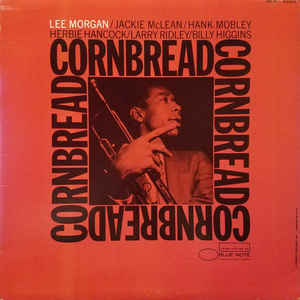 LEE MORGAN/JACKIE McLEAN/HANK MOBLEY
HERBIE HANCOCK/LARRY RIDLEY/BILLY HIGGINS
CORNBREAD
CORNBREAD
CORNBREAD
CORNBREAD
BLUE NOTE